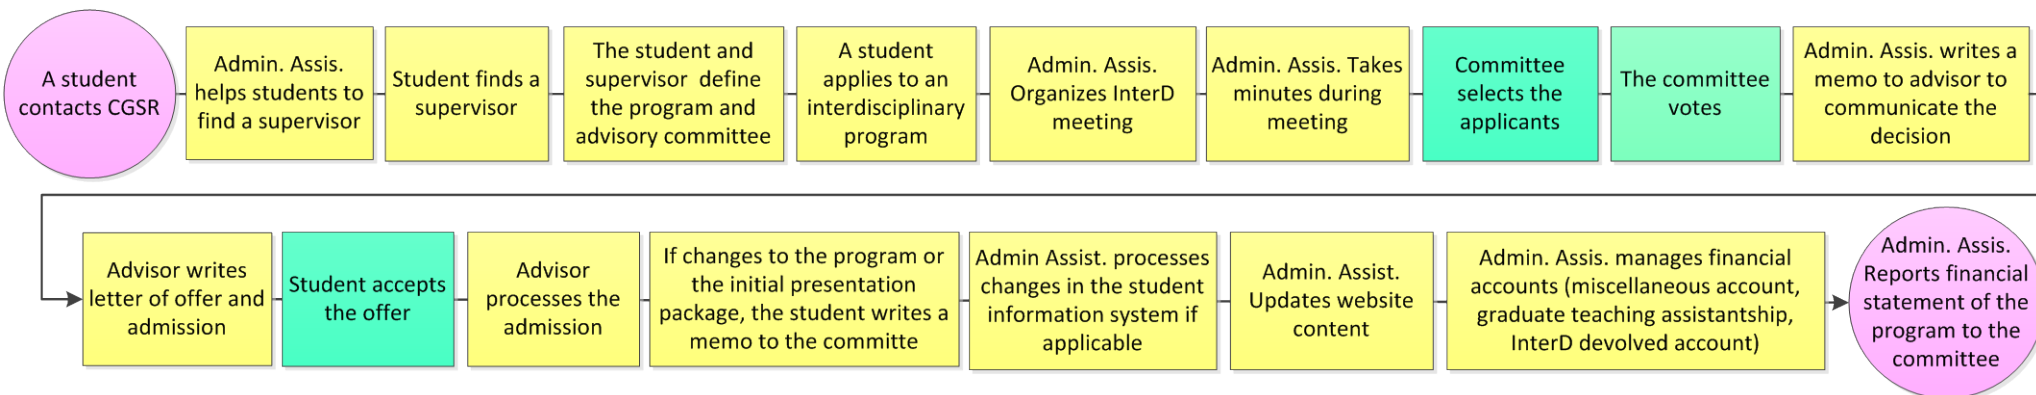 A student
contacts CGSR
Admin. Assis.
helps students to
find a supervisor
Student finds a
supervisor
The student and
supervisor define
the program and
advisory committee
A student
applies to an
interdisciplinary
program
Admin. Assis.
Organizes InterD
meeting
Admin. Assis. Takes
minutes during
meeting
Committee
selects the
applicants
The committee
votes
Admin. Assis. writes a
memo to advisor to
communicate the
decision
Advisor writes
letter of offer and
admission
Student accepts
the offer
Advisor
processes the
admission
If changes to the program or
the initial presentation
package, the student writes a
memo to the committe
Admin Assist. processes
changes in the student
information system if
applicable
Admin. Assist.
Updates website
content
Admin. Assis. manages financial
accounts (miscellaneous account,
graduate teaching assistantship,
InterD devolved account)
Admin. Assis.
Reports financial
statement of the
program to the
committee